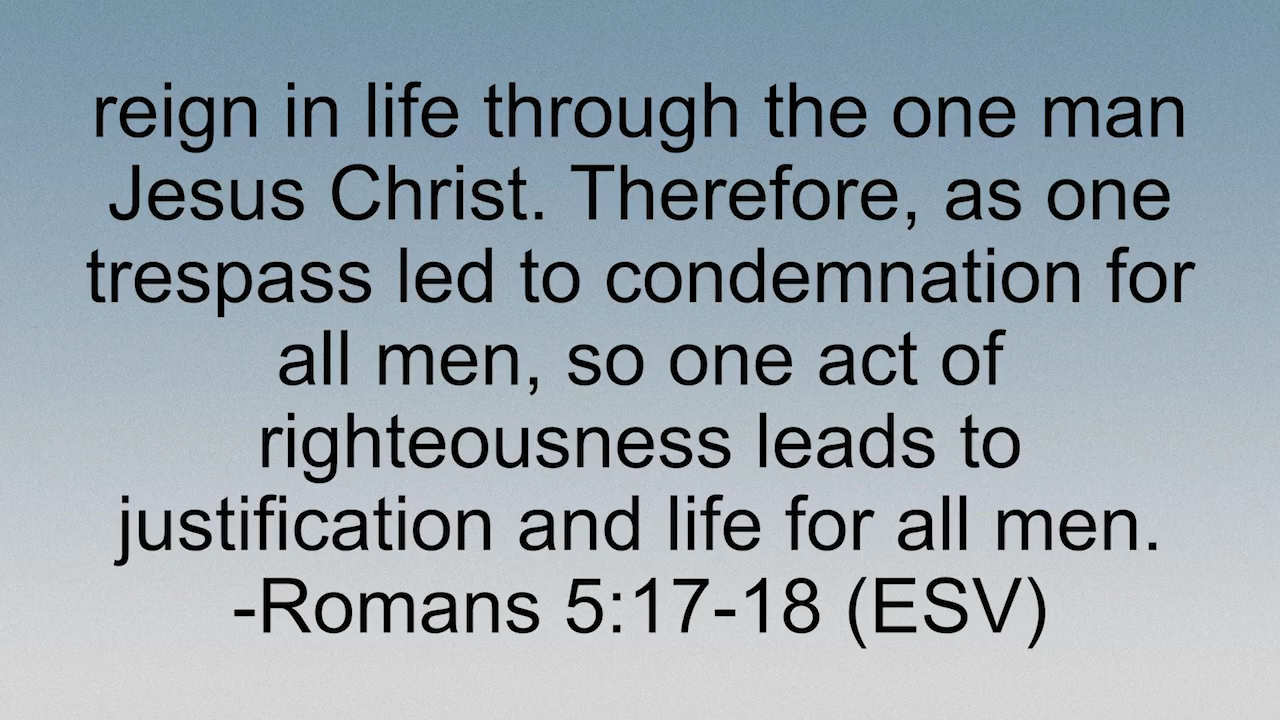 reign in life through the one man
Jesus Christ. Therefore, as one
trespass led to condemnation for
all men, so one act of
righteousness leads to
justification and life for all men.
-Romans 5:17-18 (ESV)